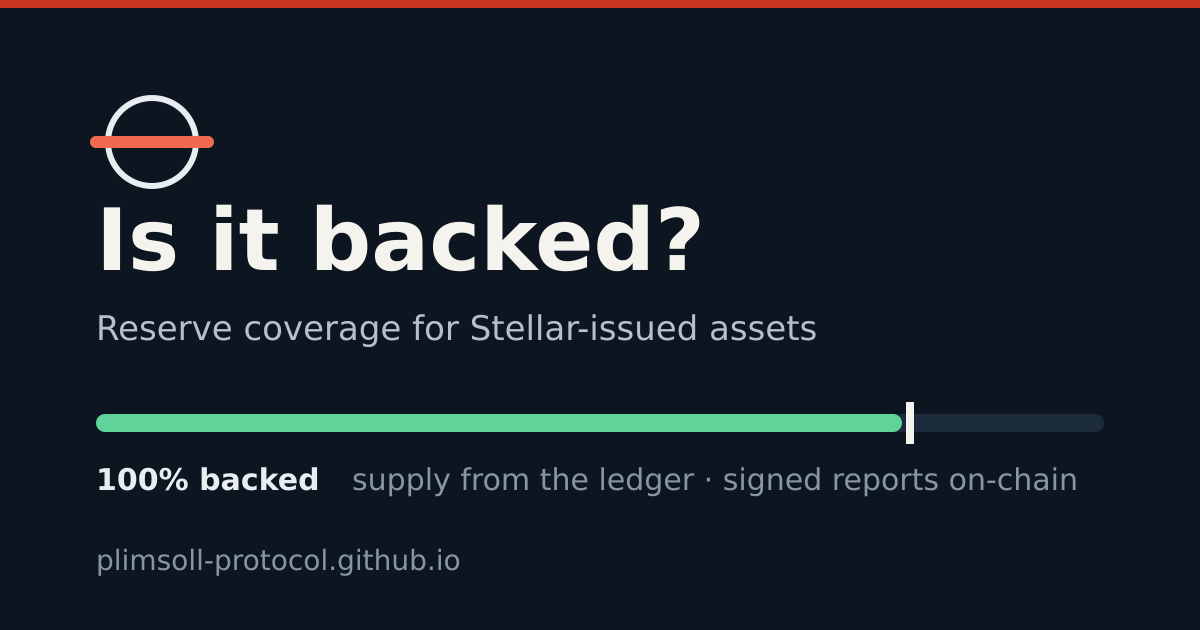 Is it backed?
Reserve coverage for Stellar-issued assets
100% backed supply from the ledger · signed reports on-chain
plimsoll-protocol.github.io